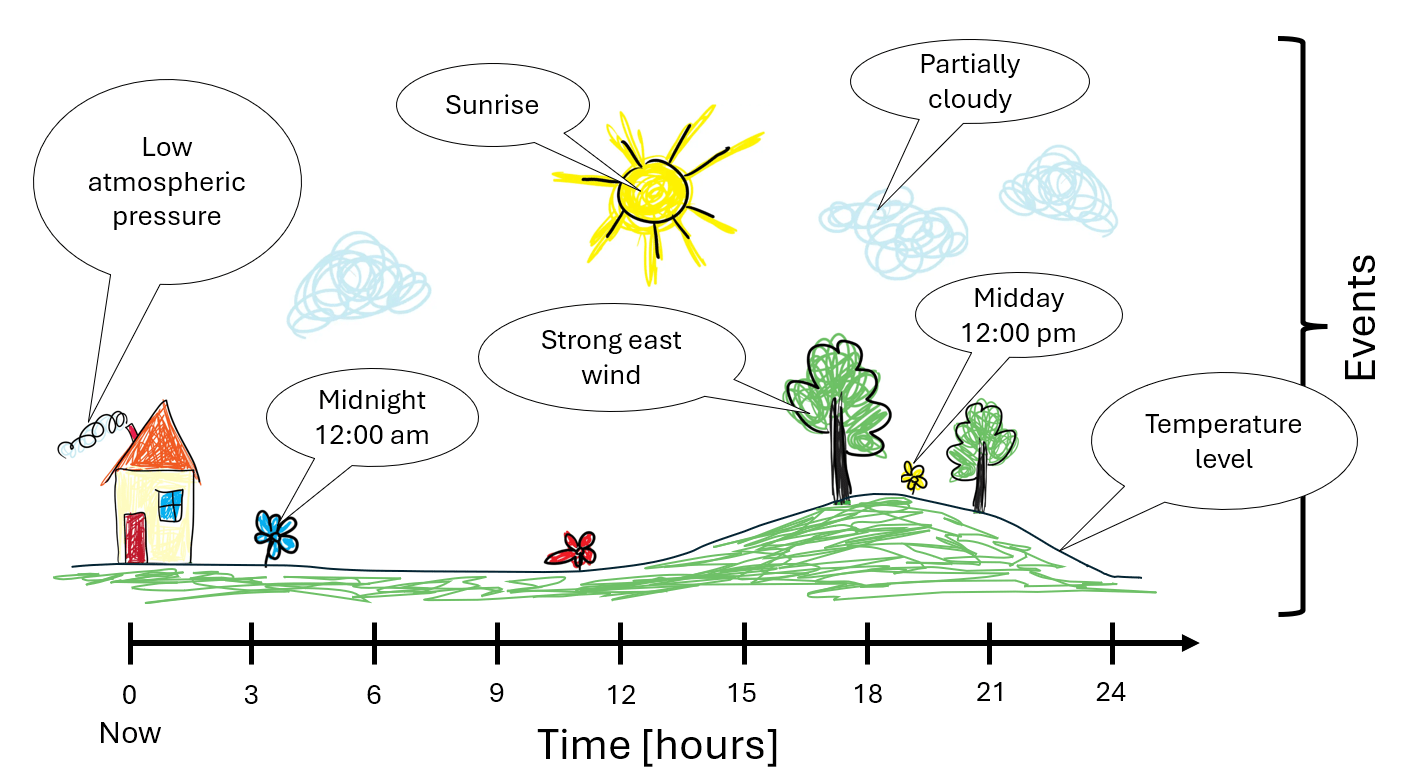 Partially
cloudy
Sunrise
Low
atmospheric
pressure
Midday
12:00 pm
Strong east
wind
Events
Midnight
12:00 am
Temperature
level
0
3
6
9
12
15
18
21
24
Now
Time [hours]